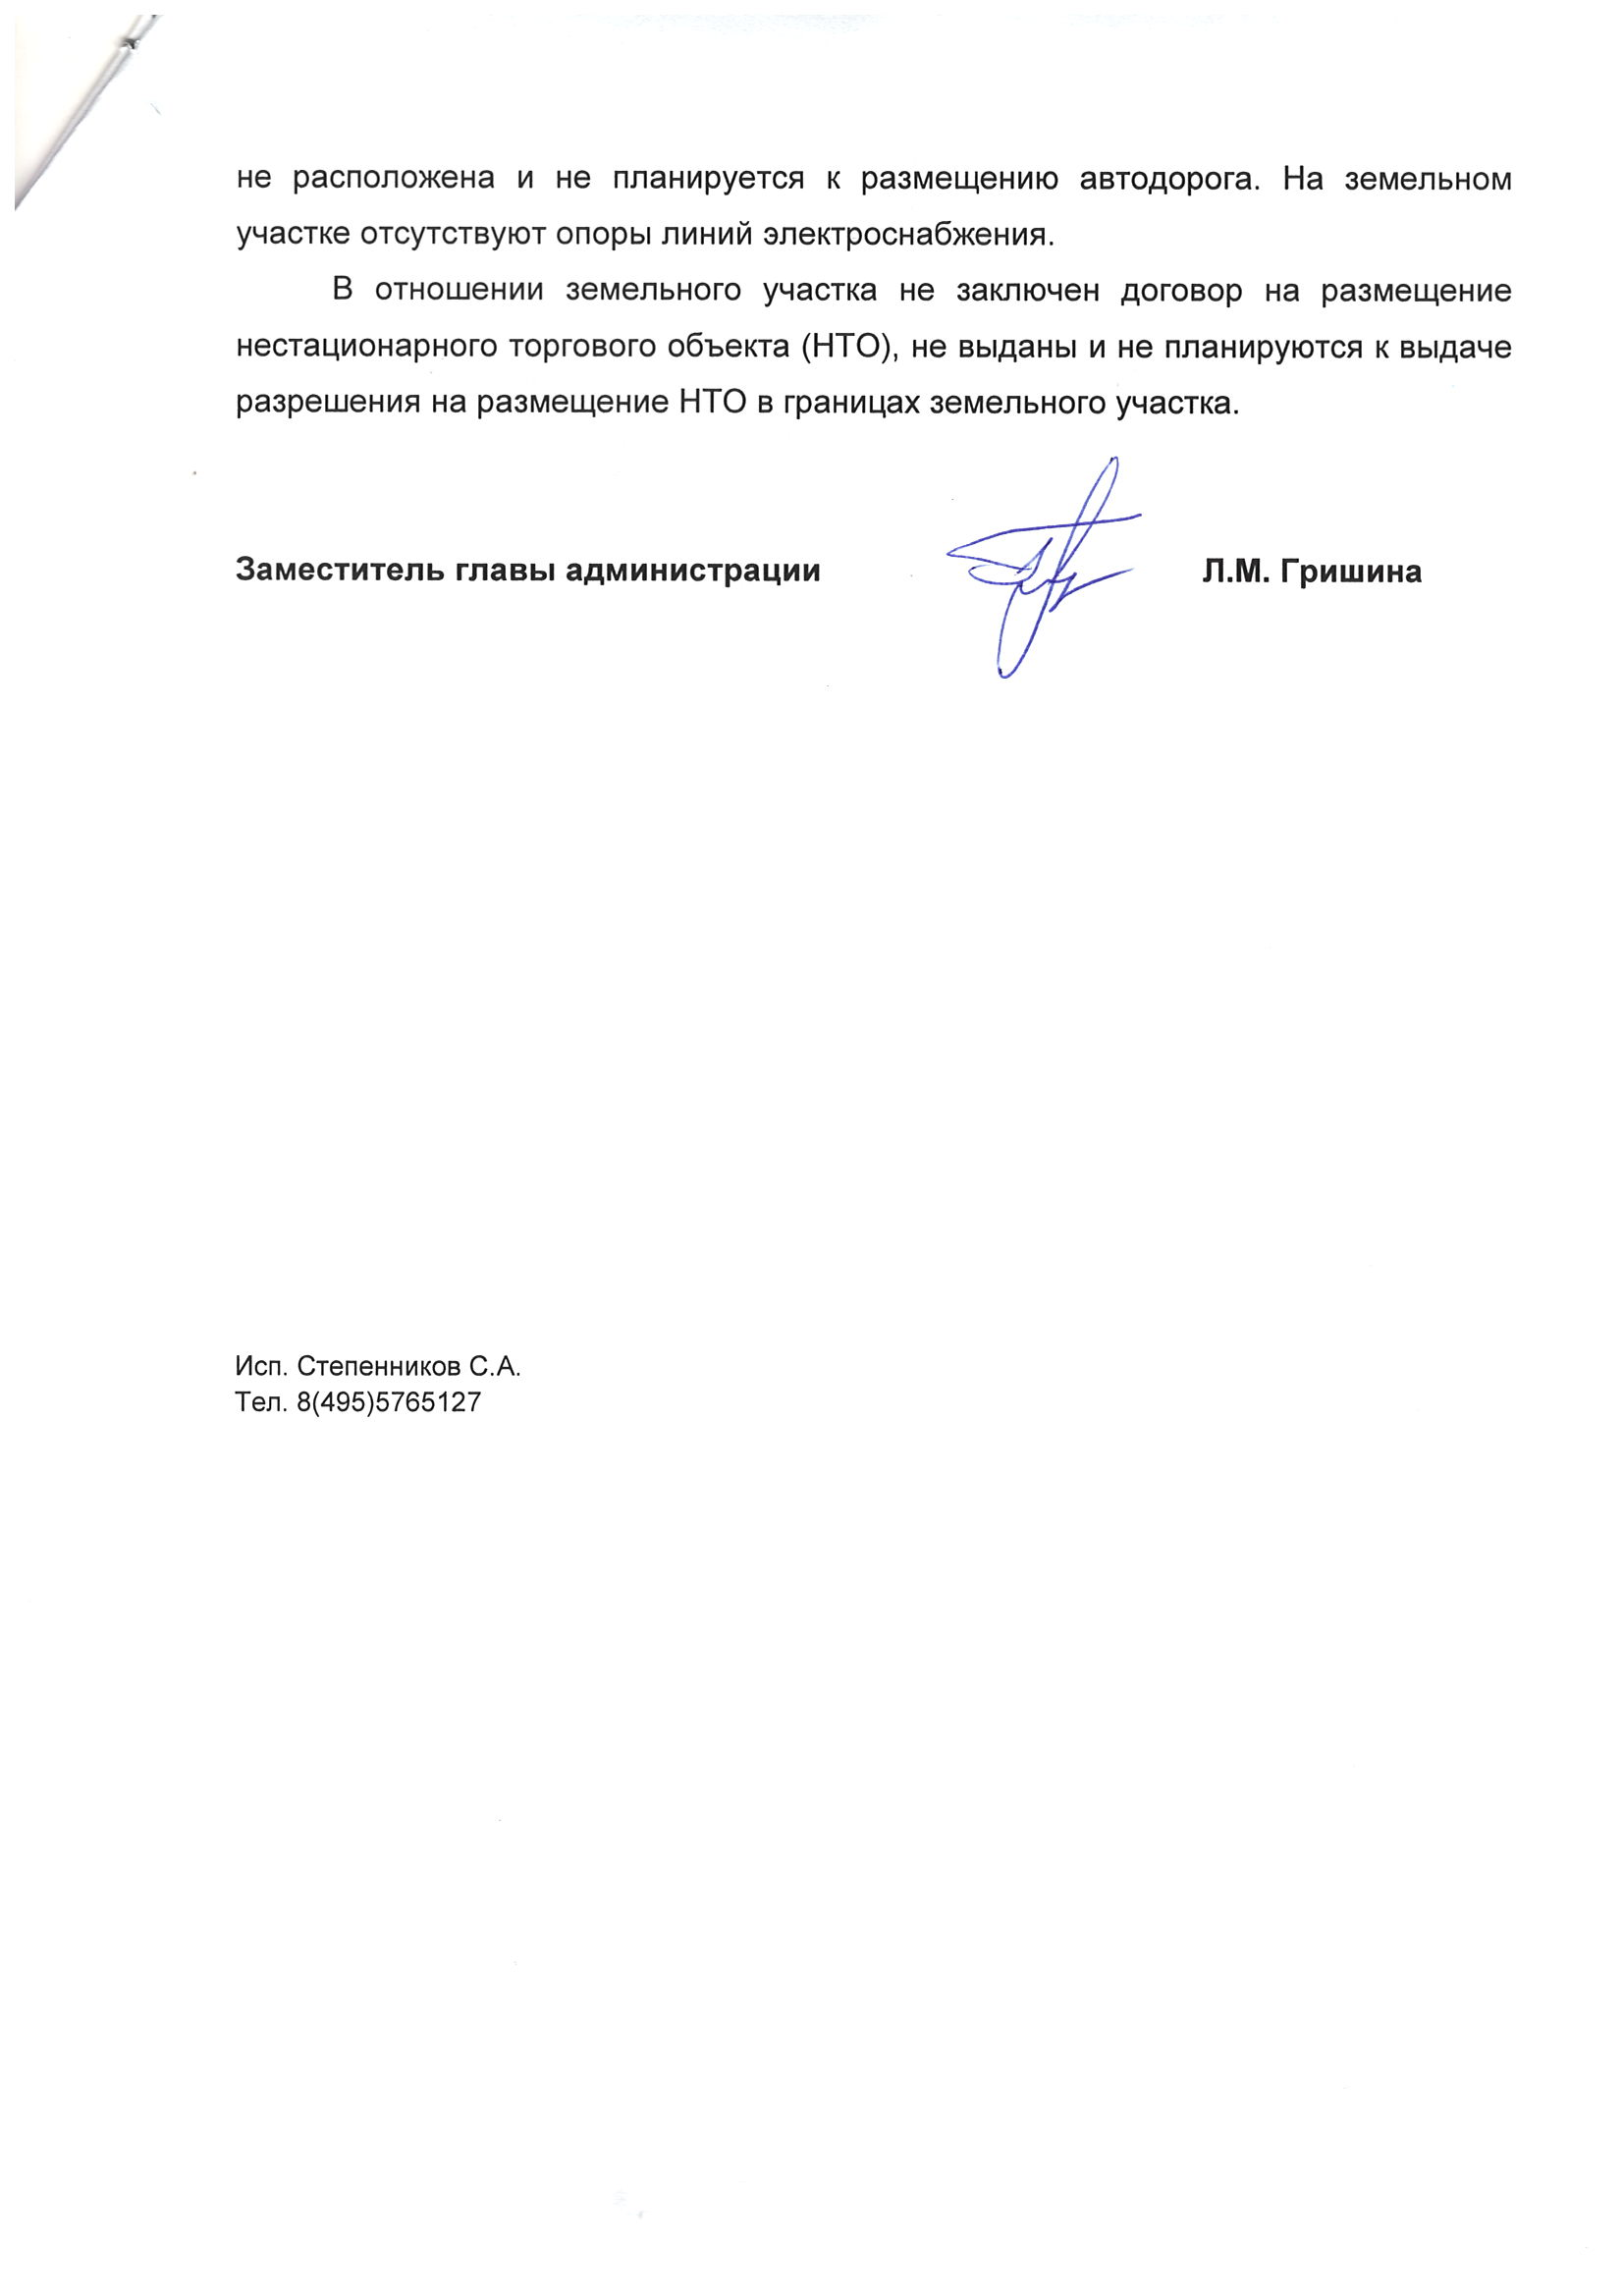 не расположена и не планируется к размещению автодорога. На земельном
участке отсутствуют опоры линий электроснабжения.
В отношении земельного участка не заключен договор на размещение
нестационарного торгового объекта (НТО), не выданы и не планируются к выдаче
разрешения на размещение НТО в границах земельного участка.
Заместитель главы администрации Л.М. Гришина
Исп. Степенников С.А.
Тел. 8(495)5765127